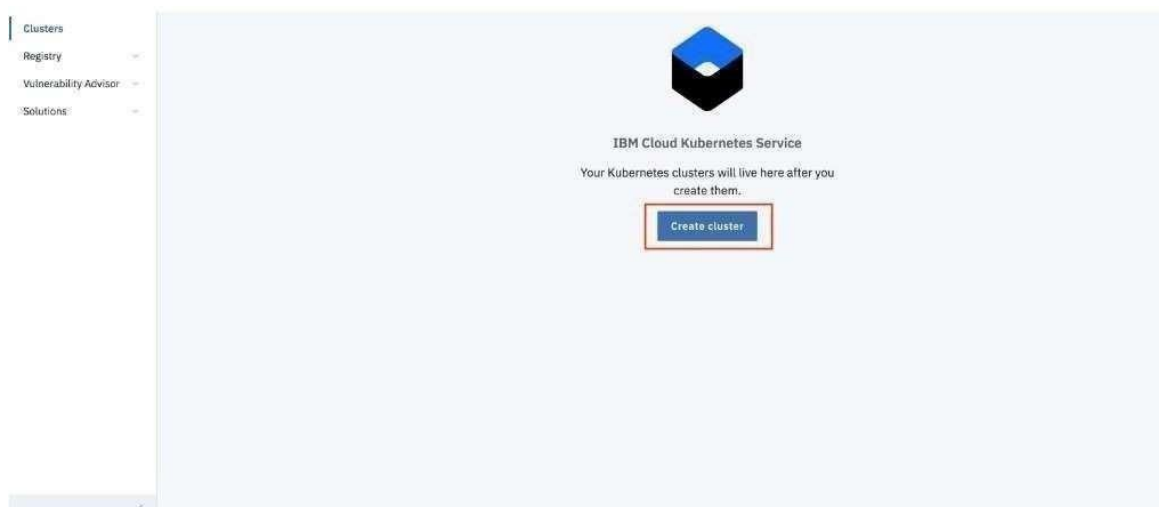 Clusters
Registry
Vulnerability Advisor
Solutions
IBM Cloud Kubernetes Service
Your Kubernetes clusters will live here after you
create them.
Create cluster